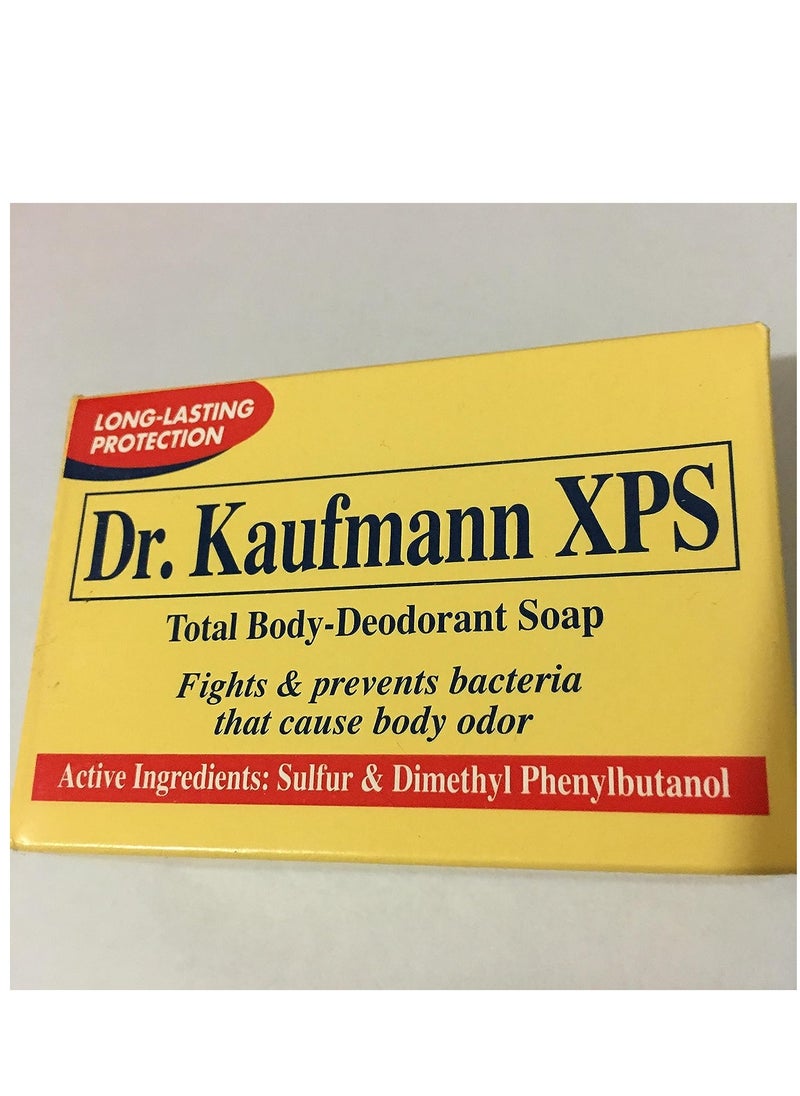 LONG-LASTING
PROTECTION
Dr. Kaufmann XPS
Total Body-Deodorant Soap
Fights & prevents bacteria
that cause body odor
Active Ingredients: Sulfur & Dimethyl Phenylbutanol